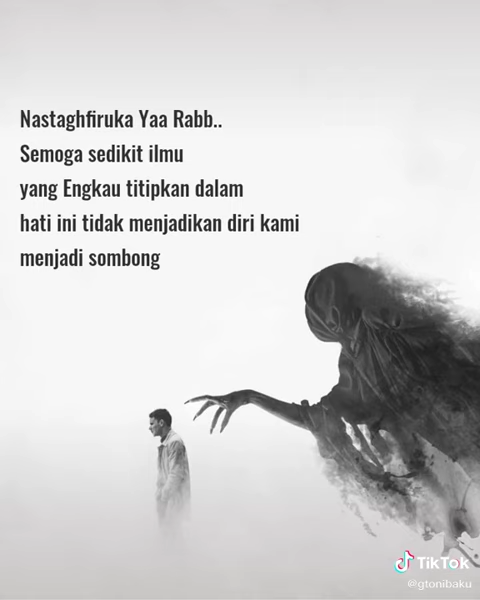 Nastaghfiruka Yaa Rabb..
Semoga sedikit ilmu
yang Engkau titipkan dalam
hati ini tidak menjadikan diri kami
menjadi sombong
TikTok
@gtonibaku